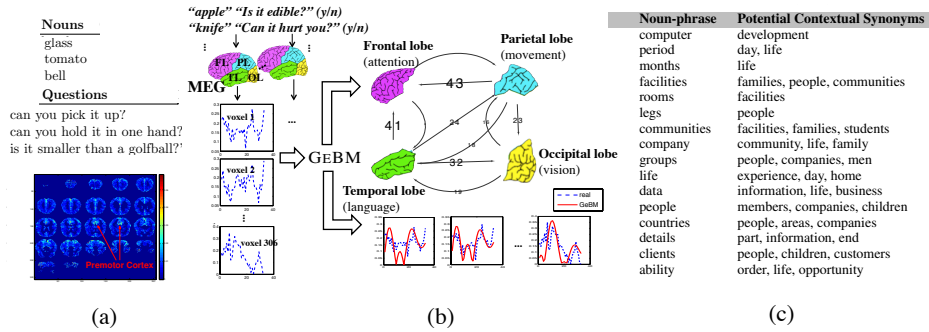 Nouns
glass
tomato
bell
Questions
can you pick it up?
can you hold it in one hand?
is it smaller than a golfball?'
Premotor Cortex
(a)
"apple" "Is it edible?" (y/n)
"knife" "Can it hurt you?" (y/n)
FL PL
TL OL
MEG
voxel 1
voxel 2
voxel 306
GEBM
Frontal lobe
(attention)
Parietal lobe
(movement)
Temporal lobe
(language)
Occipital lobe
(vision)
43
41
32
24
23
real
GeBM
(b)
Noun-phrase Potential Contextual Synonyms
computer development
period day, life
months life
facilities families, people, communities
rooms facilities
legs people
communities facilities, families, students
company community, life, family
groups people, companies, men
life experience, day, home
data information, life, business
people members, companies, children
countries people, areas, companies
details part, information, end
clients people, children, customers
ability order, life, opportunity
(c)